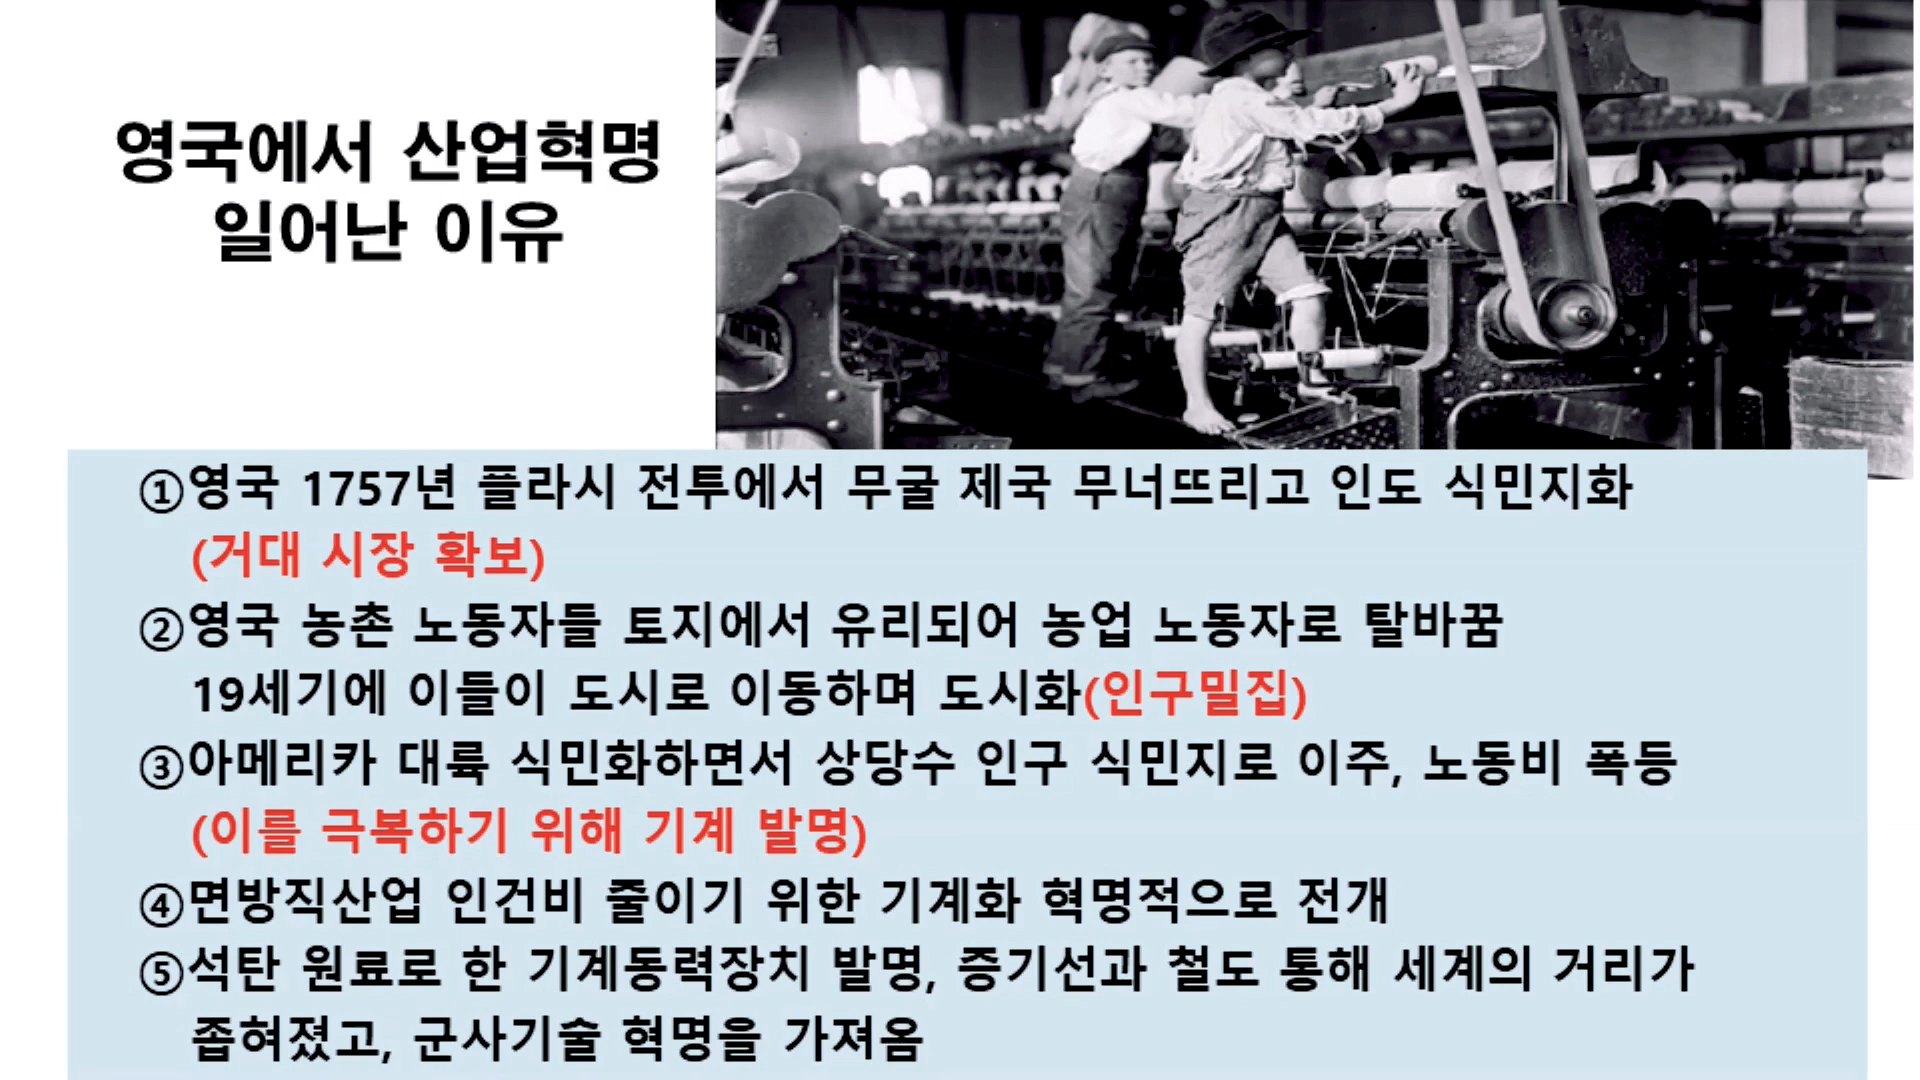 영국에서 산업혁명
일어난 이유
①영국 1757년 플라시 전투에서 무굴 제국 무너뜨리고 인도 식민지화
(거대 시장 확보)
②영국 농촌 노동자들 토지에서 유리되어 농업 노동자로 탈바꿈
19세기에 이들이 도시로 이동하며 도시화(인구밀집)
③아메리카 대륙 식민화하면서 상당수 인구 식민지로 이주, 노동비 폭등
(이를 극복하기 위해 기계 발명)
④면방직산업 인건비 줄이기 위한 기계화 혁명적으로 전개
⑤석탄 원료로 한 기계동력장치 발명, 증기선과 철도 통해 세계의 거리가
좁혀졌고, 군사기술 혁명을 가져옴